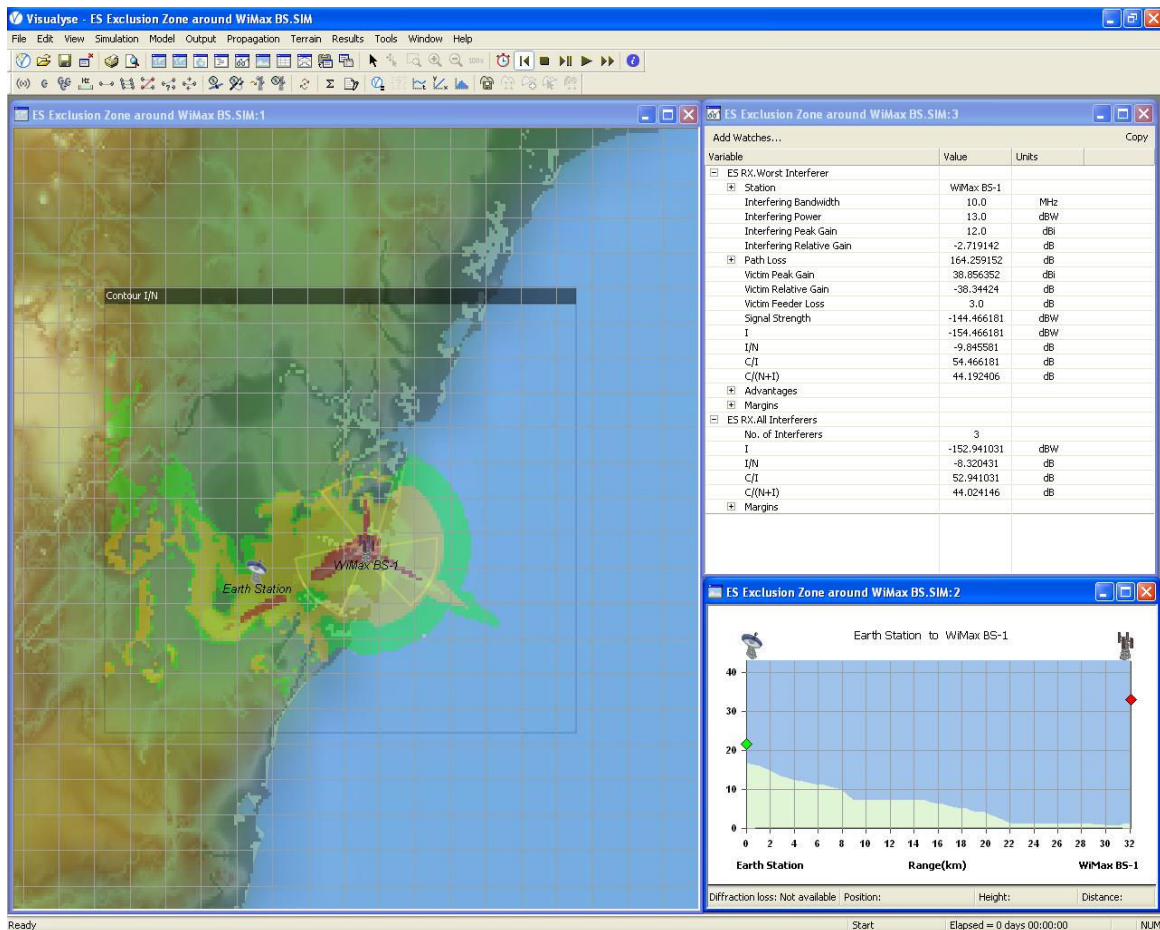 Visualyse - ES Exclusion Zone around WiMax BS.SIM
File Edit View Simulation Model Output Propagation Terrain Results Tools Window Help
ES Exclusion Zone around WiMax BS.SIM:1
Contour I/N
WiMax BS-1
Earth Station
ES Exclusion Zone around WiMax BS.SIM:3
Add Watches... Copy
Variable Value Units
ES RX.Worst Interferer
Station WiMax BS-1
Interfering Bandwidth 10.0 MHz
Interfering Power 13.0 dBW
Interfering Peak Gain 12.0 dBi
Interfering Relative Gain -2.719142 dB
Path Loss 164.259152 dB
Victim Peak Gain 38.856352 dBi
Victim Relative Gain -38.34424 dB
Victim Feeder Loss 3.0 dB
Signal Strength -144.466181 dBW
I -154.466181 dBW
I/N -9.845581 dB
C/I 54.466181 dB
C/(N+I) 44.192406 dB
Advantages
Margins
ES RX.All Interferers
No. of Interferers 3
I -152.941031 dBW
I/N -8.320431 dB
C/I 52.941031 dB
C/(N+I) 44.024146 dB
Margins
ES Exclusion Zone around WiMax BS.SIM:2
Earth Station to WiMax BS-1
40
30
20
10
0
0 2 4 6 8 10 12 14 16 18 20 22 24 26 28 30 32
Earth Station Range(km) WiMax BS-1
Diffraction loss: Not available Position: Height: Distance:
Ready Start Elapsed = 0 days 00:00:00 NUM